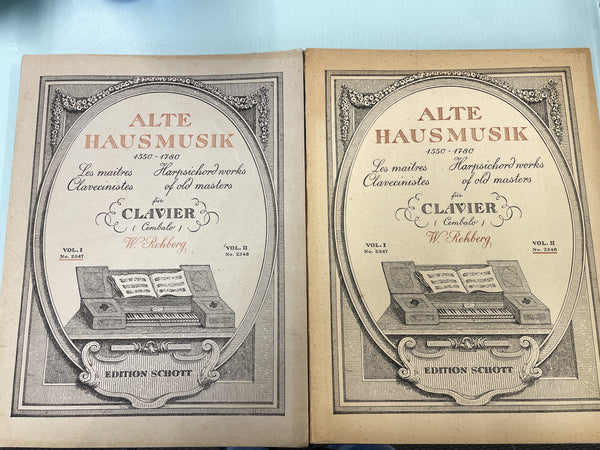 ALTE
HAUSMUSIK
1550-1780
Les maîtres Harpsichord works
Clavecinistes of old masters
für
CLAVIER
( Cembalo )
W. Rehberg
VOL. I VOL. II
No. 2347 No. 2348
EDITION SCHOTT
ALTE
HAUSMUSIK
1550-1780
Les maîtres Harpsichord works
Clavecinistes of old masters
für
CLAVIER
( Cembalo )
W. Rehberg
VOL. I VOL. II
No. 2347 No. 2348
EDITION SCHOTT